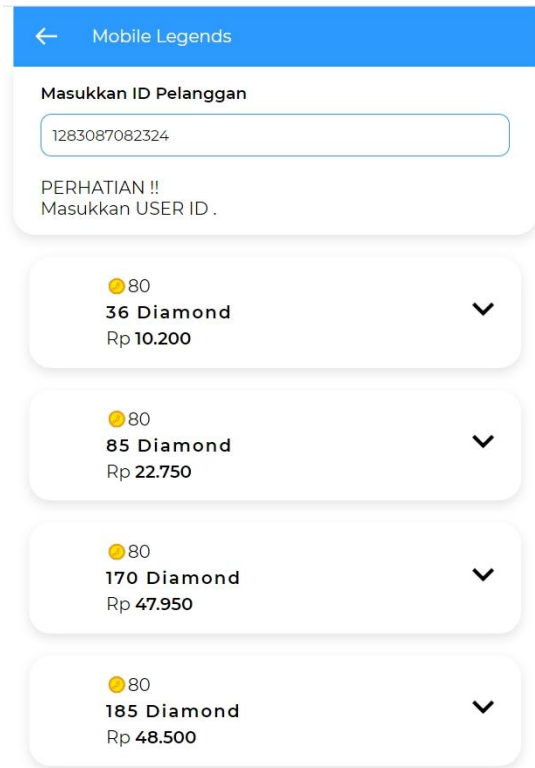 Mobile Legends
Masukkan ID Pelanggan
1283087082324
PERHATIAN !!
Masukkan USER ID .
80
36 Diamond
Rp 10.200
80
85 Diamond
Rp 22.750
80
170 Diamond
Rp 47.950
80
185 Diamond
Rp 48.500